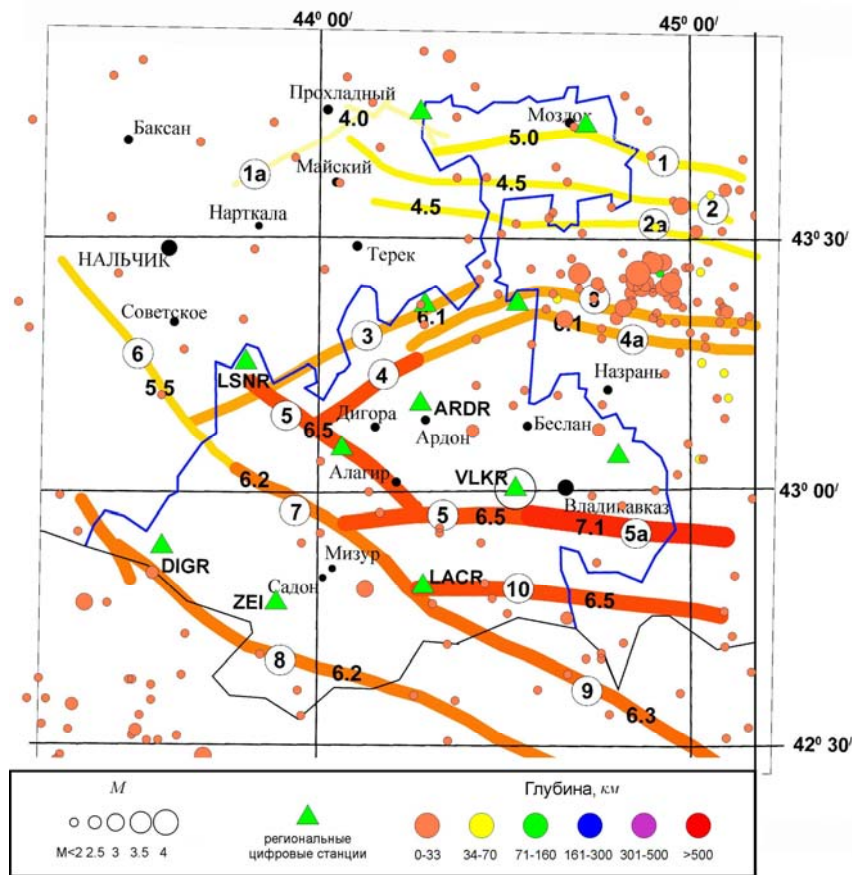 44⁰ 00'
45⁰ 00'
Прохладный
4.0
Моздок
Баксан
5.0
1а
Майский
1
4.5
2
Нарткала
4.5
2а
43⁰ 30'
НАЛЬЧИК
Терек
Советское
6.1
3
6.1
4а
6
3
LSNR
4
Назрань
5.5
5
ARDR
Дигора
6.5
Ардон
Беслан
Алагир
VLKR
6.2
43⁰ 00'
7
5
6.5
Владикавказ
7.1
5а
DIGR
Мизур
Садон
LACR
10
ZEI
6.5
8
6.2
9
6.3
42⁰ 30'
М
Глубина, км
M<2 2.5 3 3.5 4
региональные
цифровые станции
0-33 34-70 71-160 161-300 301-500 >500